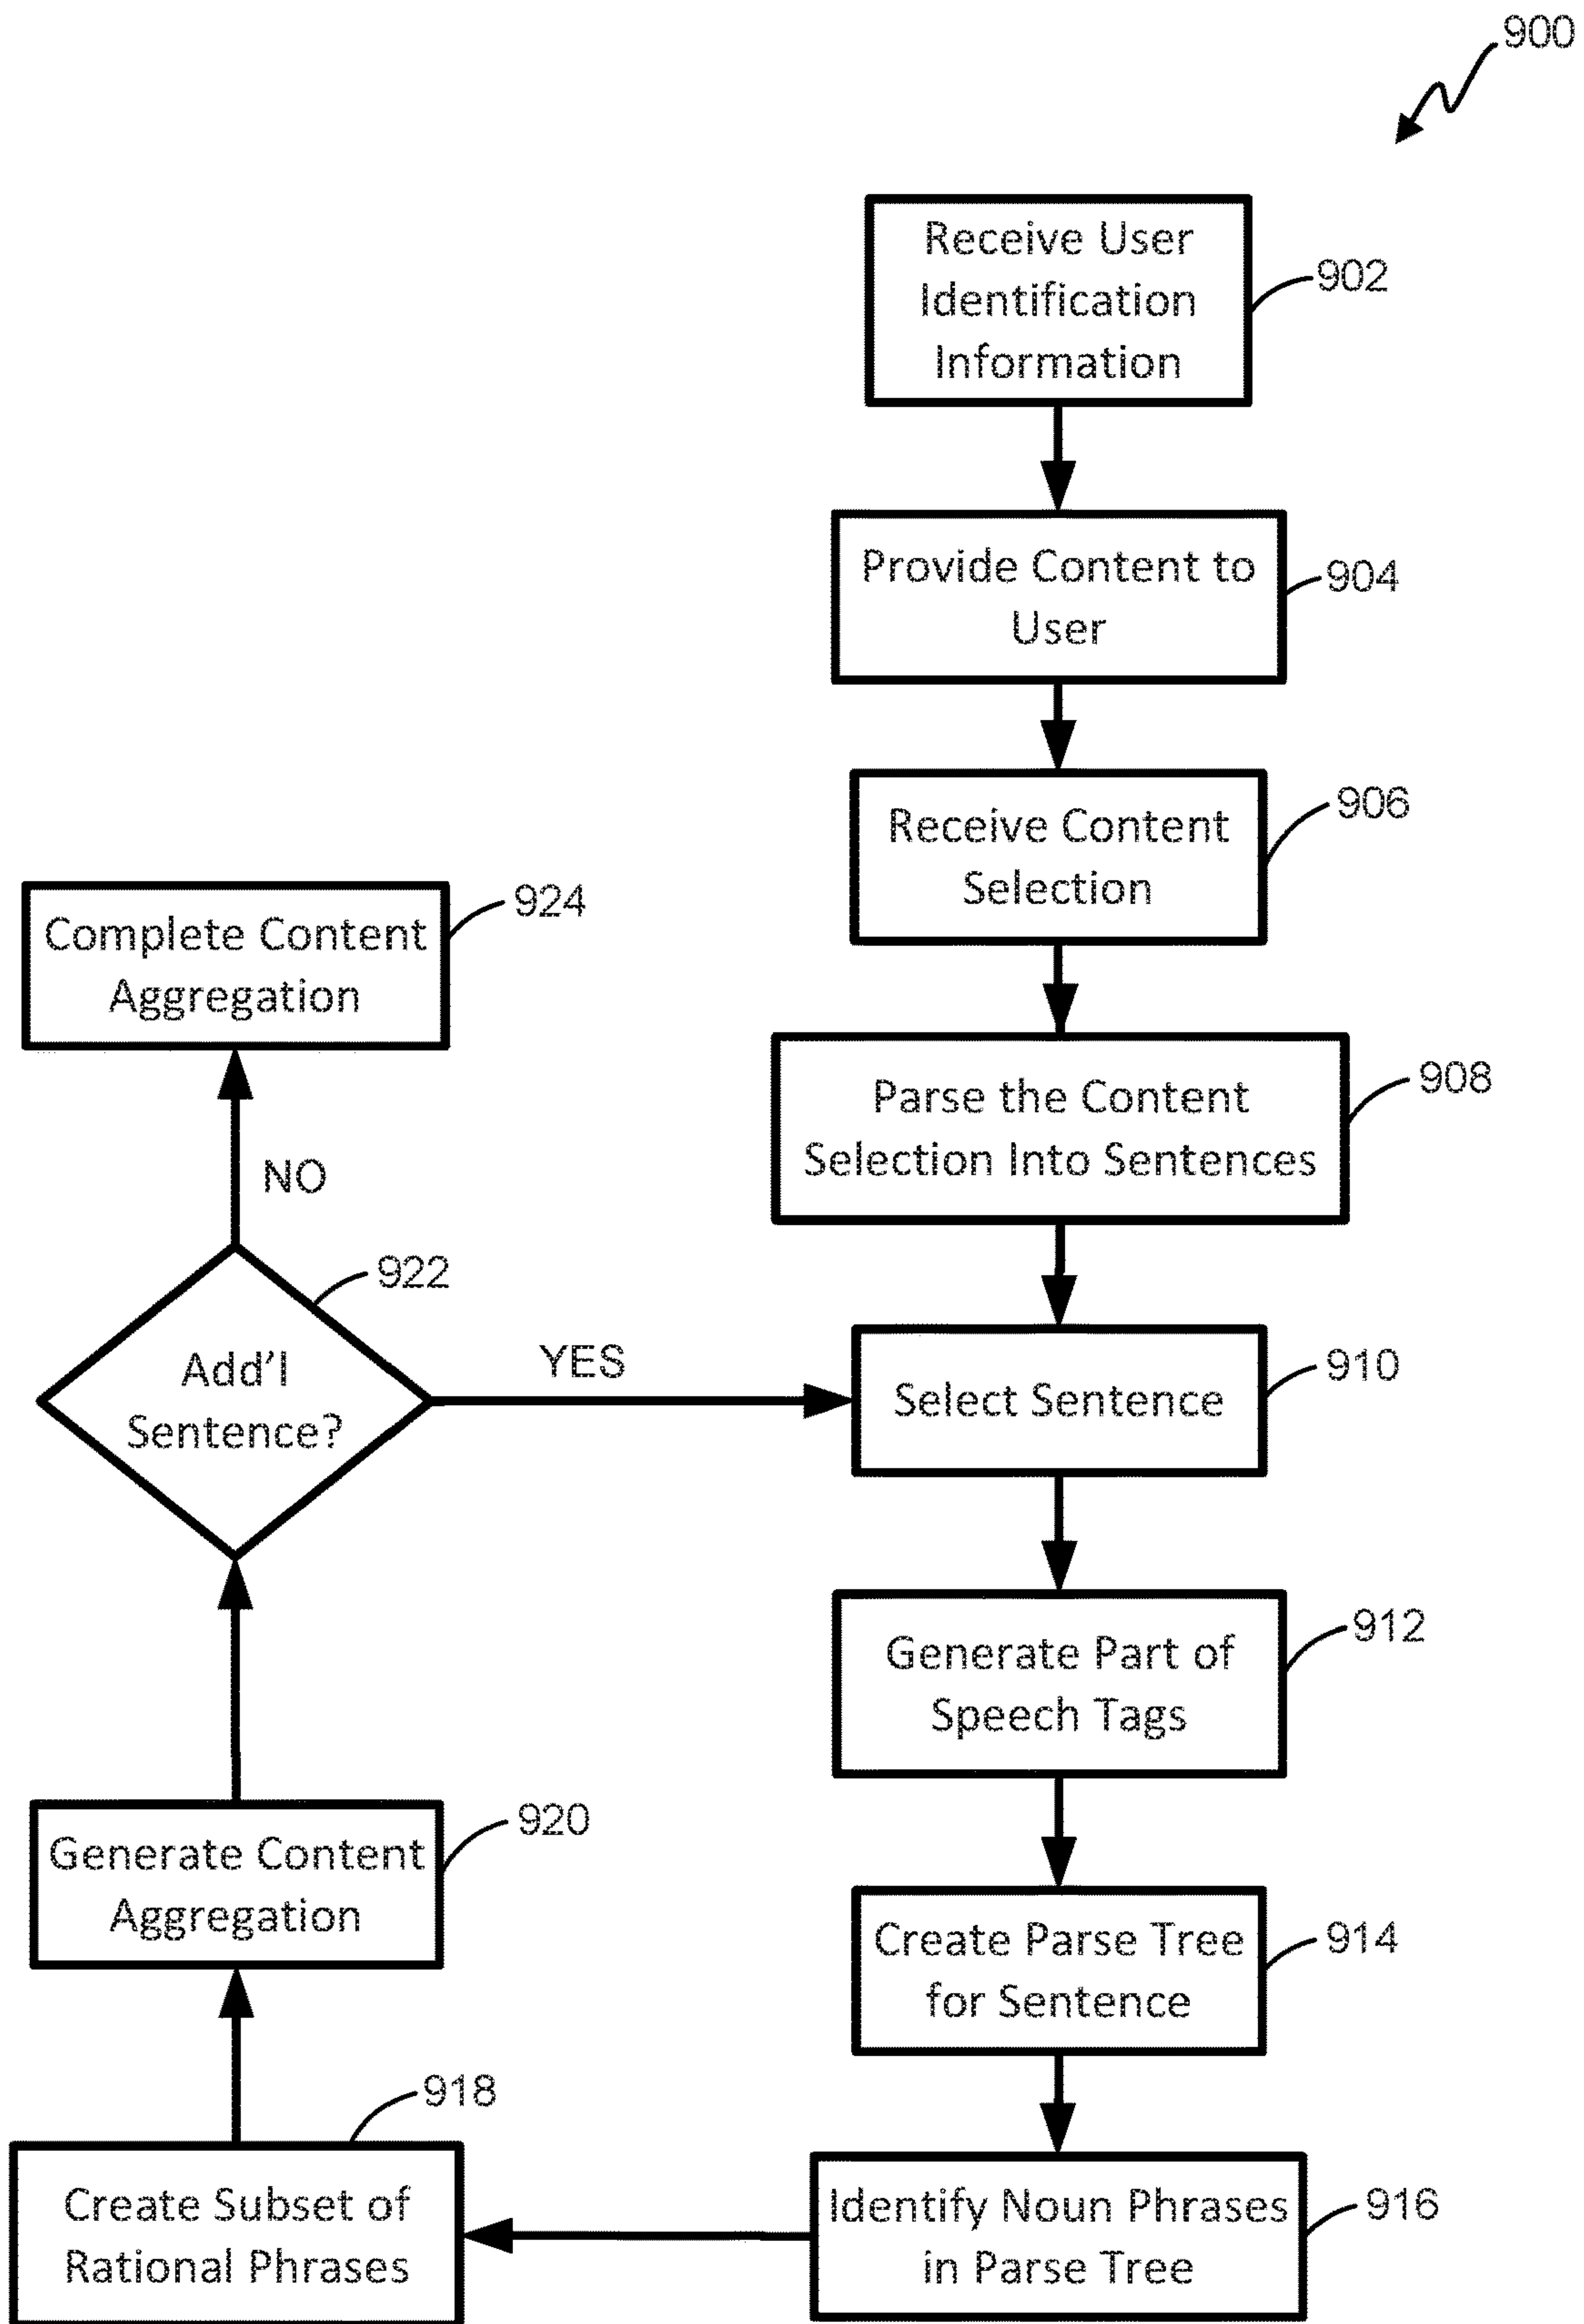 900
Receive User
Identification
Information
902
Provide Content to
User
904
Receive Content
Selection
906
Parse the Content
Selection Into Sentences
908
Select Sentence
910
Generate Part of
Speech Tags
912
Create Parse Tree
for Sentence
914
Identify Noun Phrases
in Parse Tree
916
Create Subset of
Rational Phrases
918
Generate Content
Aggregation
920
Add'l
Sentence?
922
YES
NO
Complete Content
Aggregation
924